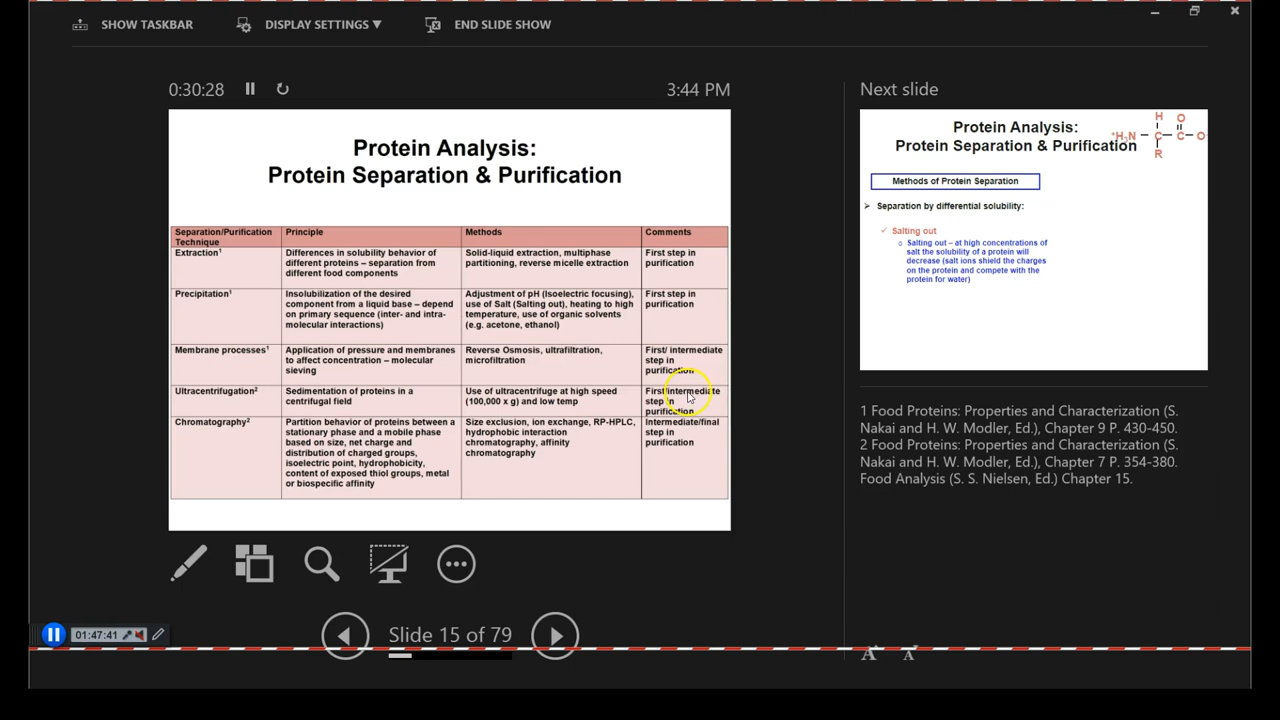 SHOW TASKBAR
DISPLAY SETTINGS ▼
END SLIDE SHOW
0:30:28
3:44 PM
Protein Analysis:
Protein Separation & Purification
Separation/Purification
Technique
Principle
Methods
Comments
Extraction1
Differences in solubility behavior of
different proteins – separation from
different food components
Solid-liquid extraction, multiphase
partitioning, reverse micelle extraction
First step in
purification
Precipitation1
Insolubilization of the desired
component from a liquid base – depend
on primary sequence (inter- and intra-
molecular interactions)
Adjustment of pH (Isoelectric focusing),
use of Salt (Salting out), heating to high
temperature, use of organic solvents
(e.g. acetone, ethanol)
First step in
purification
Membrane processes1
Application of pressure and membranes
to affect concentration – molecular
sieving
Reverse Osmosis, ultrafiltration,
microfiltration
First/ intermediate
step in
purification
Ultracentrifugation2
Sedimentation of proteins in a
centrifugal field
Use of ultracentrifuge at high speed
(100,000 x g) and low temp
First/intermediate
step in
purification
Chromatography2
Partition behavior of proteins between a
stationary phase and a mobile phase
based on size, net charge and
distribution of charged groups,
isoelectric point, hydrophobicity,
content of exposed thiol groups, metal
or biospecific affinity
Size exclusion, ion exchange, RP-HPLC,
hydrophobic interaction
chromatography, affinity
chromatography
Intermediate/final
step in
purification
Slide 15 of 79
01:47:41
Next slide
Protein Analysis:
Protein Separation & Purification
H O
+H3N C C O-
R
Methods of Protein Separation
➢ Separation by differential solubility:
✓ Salting out
o Salting out – at high concentrations of
salt the solubility of a protein will
decrease (salt ions shield the charges
on the protein and compete with the
protein for water)
1 Food Proteins: Properties and Characterization (S.
Nakai and H. W. Modler, Ed.), Chapter 9 P. 430-450.
2 Food Proteins: Properties and Characterization (S.
Nakai and H. W. Modler, Ed.), Chapter 7 P. 354-380.
Food Analysis (S. S. Nielsen, Ed.) Chapter 15.
A A